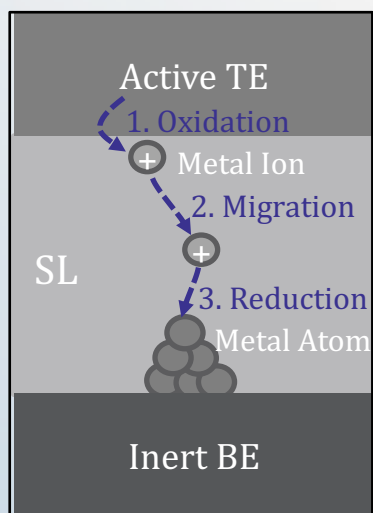 Active TE
1. Oxidation
+
Metal Ion
2. Migration
+
SL
3. Reduction
Metal Atom
Inert BE